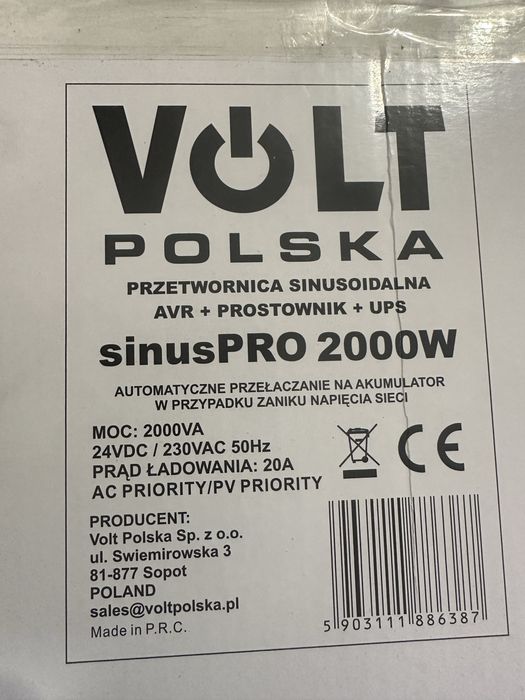 VOLT
POLSKA
PRZETWORNICA SINUSOIDALNA
AVR + PROSTOWNIK + UPS
sinusPRO 2000W
AUTOMATYCZNE PRZEŁACZANIE NA AKUMULATOR
W PRZYPADKU ZANIKU NAPIĘCIA SIECI
MOC: 2000VA
24VDC / 230VAC 50Hz
PRĄD ŁADOWANIA: 20A
AC PRIORITY/PV PRIORITY
CE
PRODUCENT:
Volt Polska Sp. z o.o.
ul. Swiemirowska 3
81-877 Sopot
POLAND
sales@voltpolska.pl
Made in P.R.C.
5 903111 886387